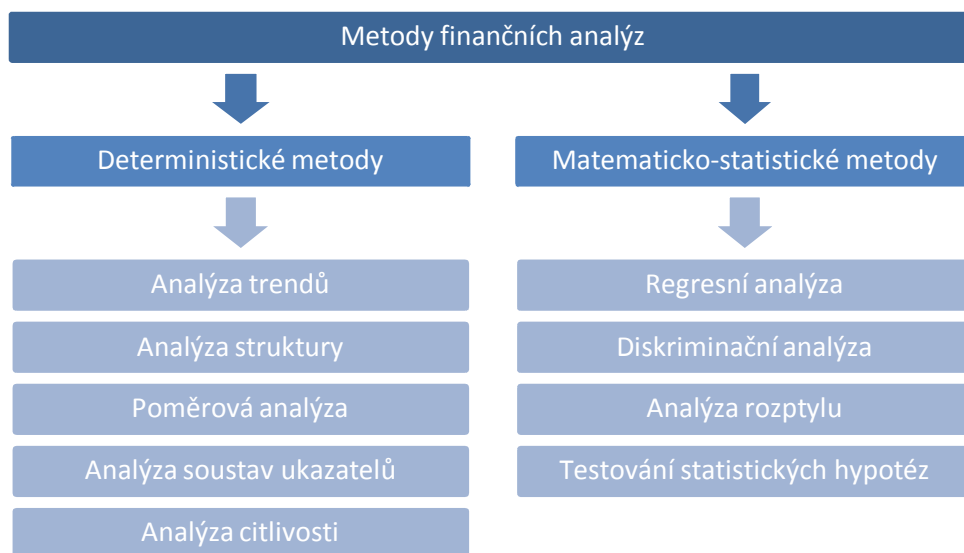 Metody finančních analýz
Deterministické metody
Matematicko-statistické metody
Analýza trendů
Analýza struktury
Poměrová analýza
Analýza soustav ukazatelů
Analýza citlivosti
Regresní analýza
Diskriminační analýza
Analýza rozptylu
Testování statistických hypotéz